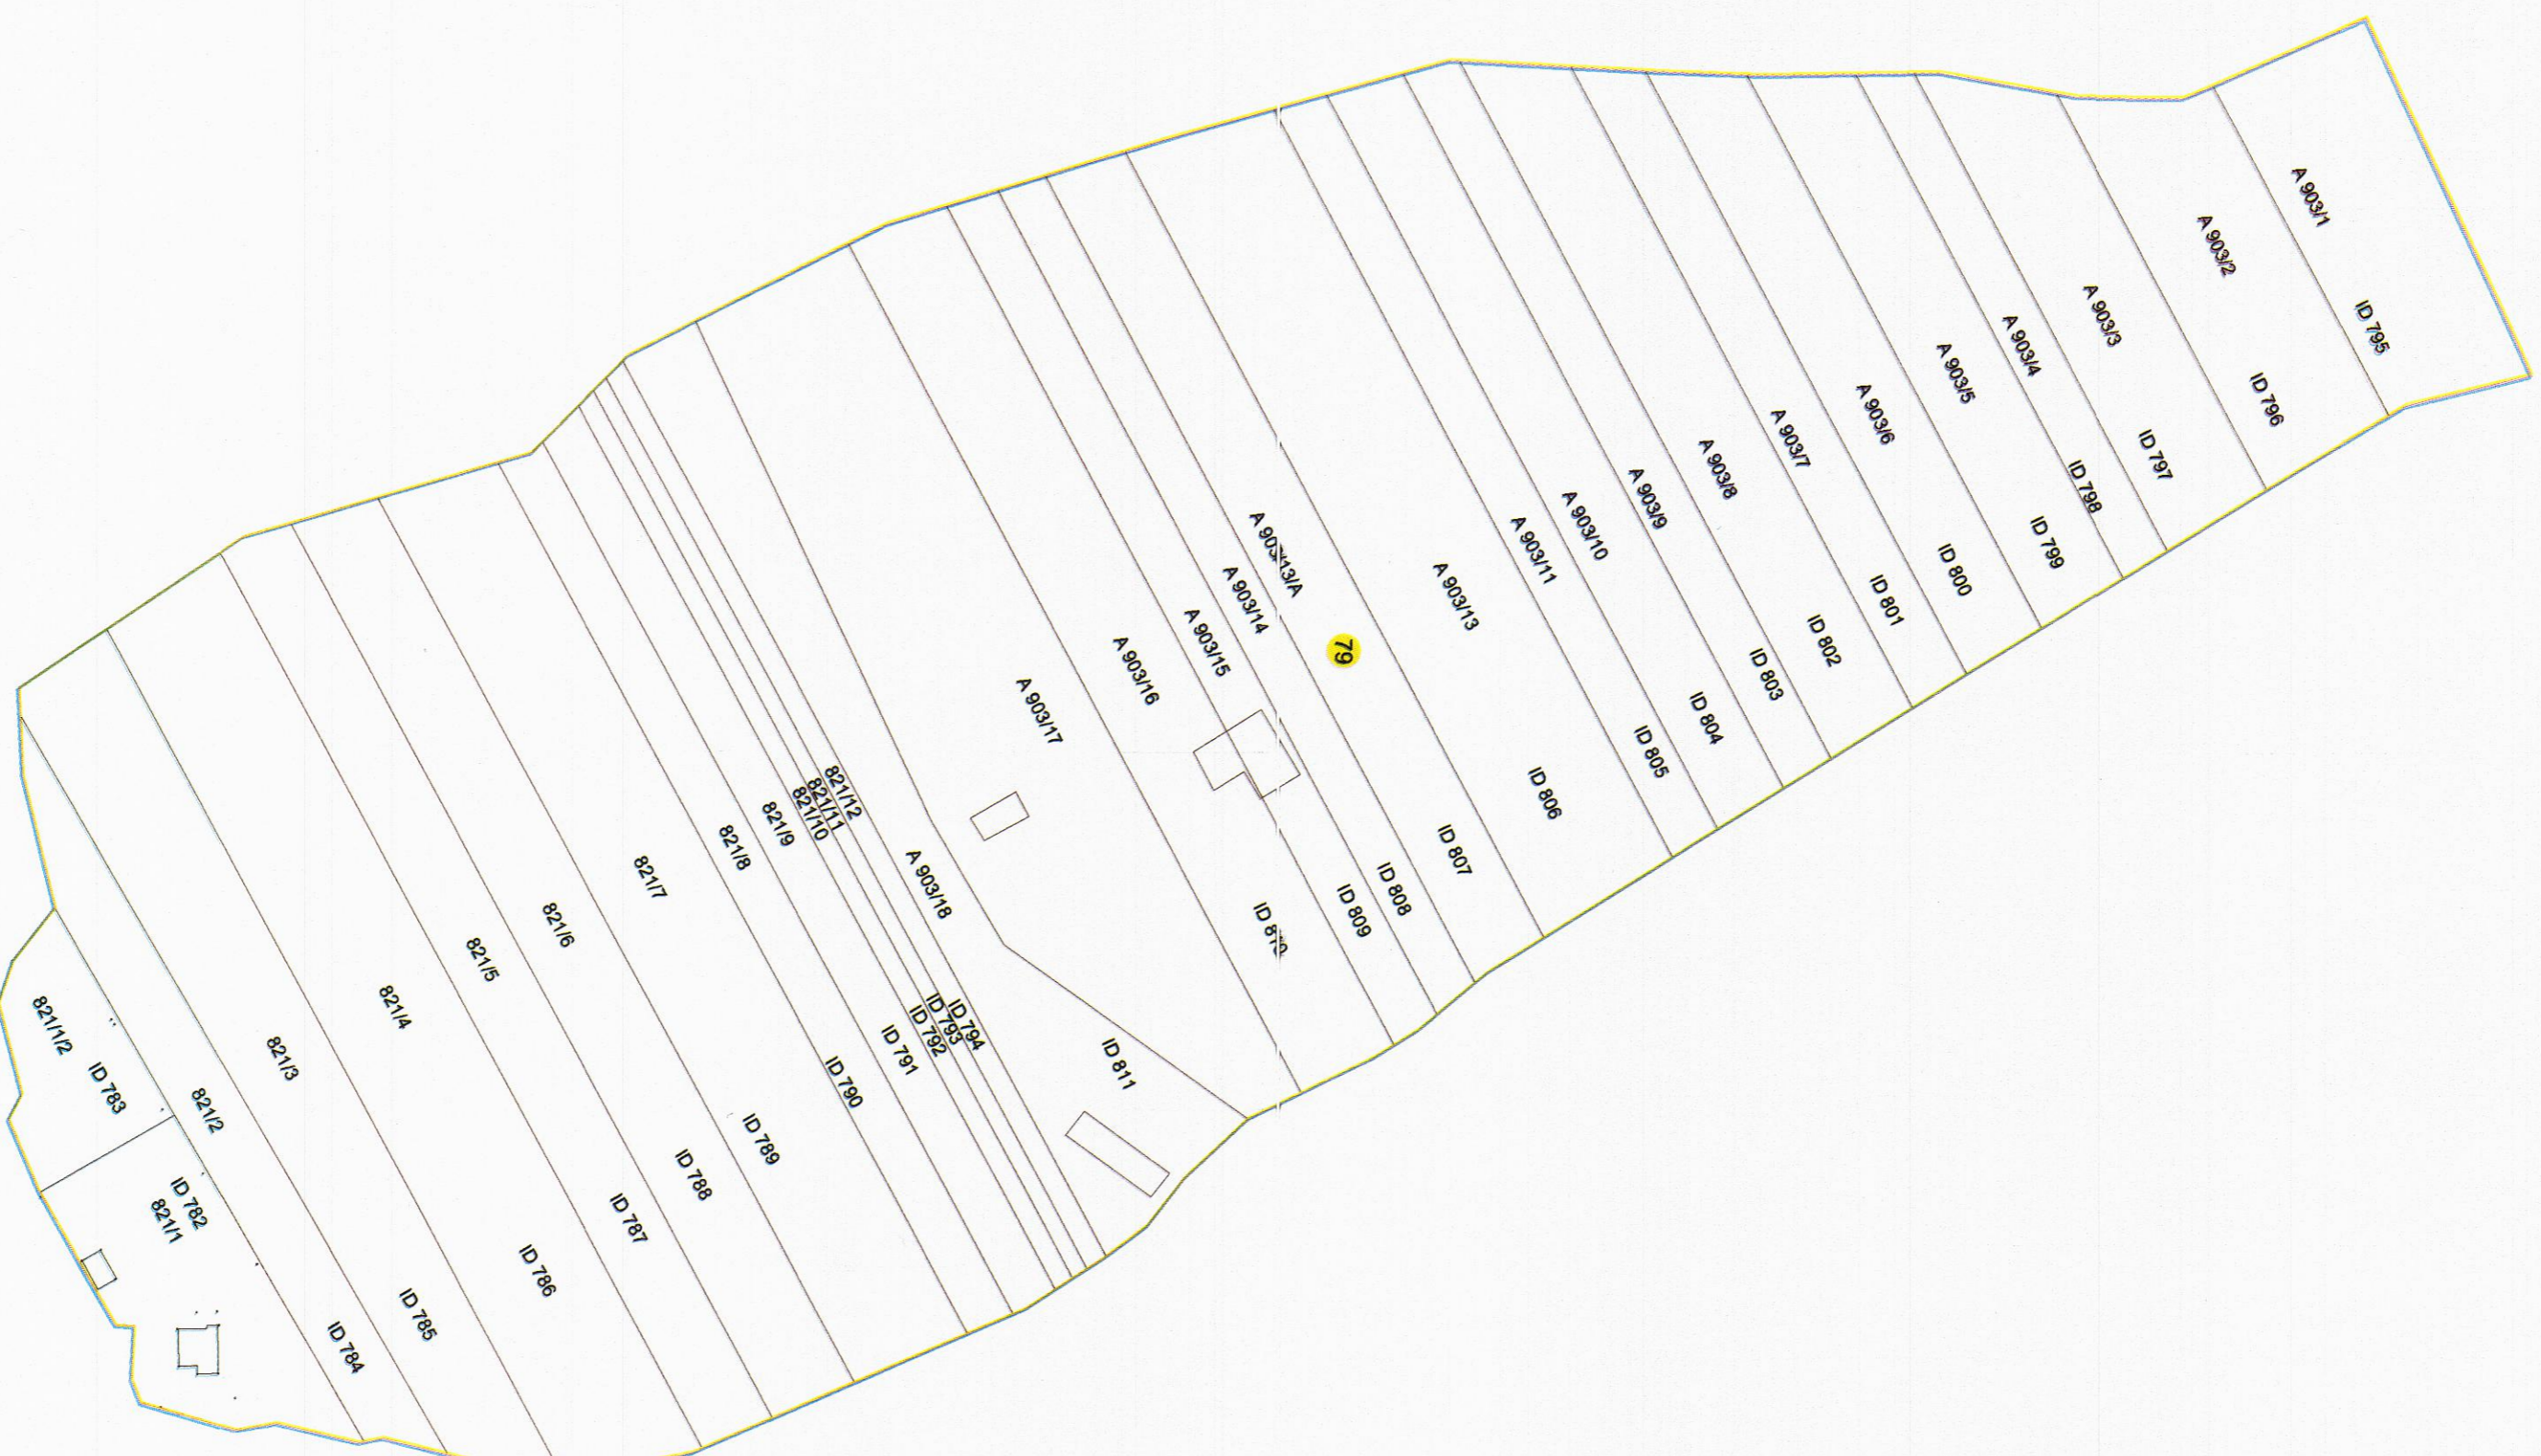 A 903/1
ID 795
A 903/2
ID 796
A 903/3
ID 797
A 903/4
ID 798
A 903/5
ID 799
A 903/6
ID 800
A 903/7
ID 801
A 903/8
ID 802
A 903/9
ID 803
A 903/10
ID 804
A 903/11
ID 805
A 903/13
ID 806
A 903/13/A
79
ID 807
A 903/14
ID 808
A 903/15
ID 809
A 903/16
ID 810
A 903/17
ID 811
A 903/18
821/12
ID 794
821/11
ID 793
821/10
ID 792
821/9
ID 791
821/8
ID 790
821/7
ID 789
821/6
ID 788
821/5
ID 787
821/4
ID 786
821/3
ID 785
821/2
ID 784
821/1/2
ID 783
ID 782
821/1